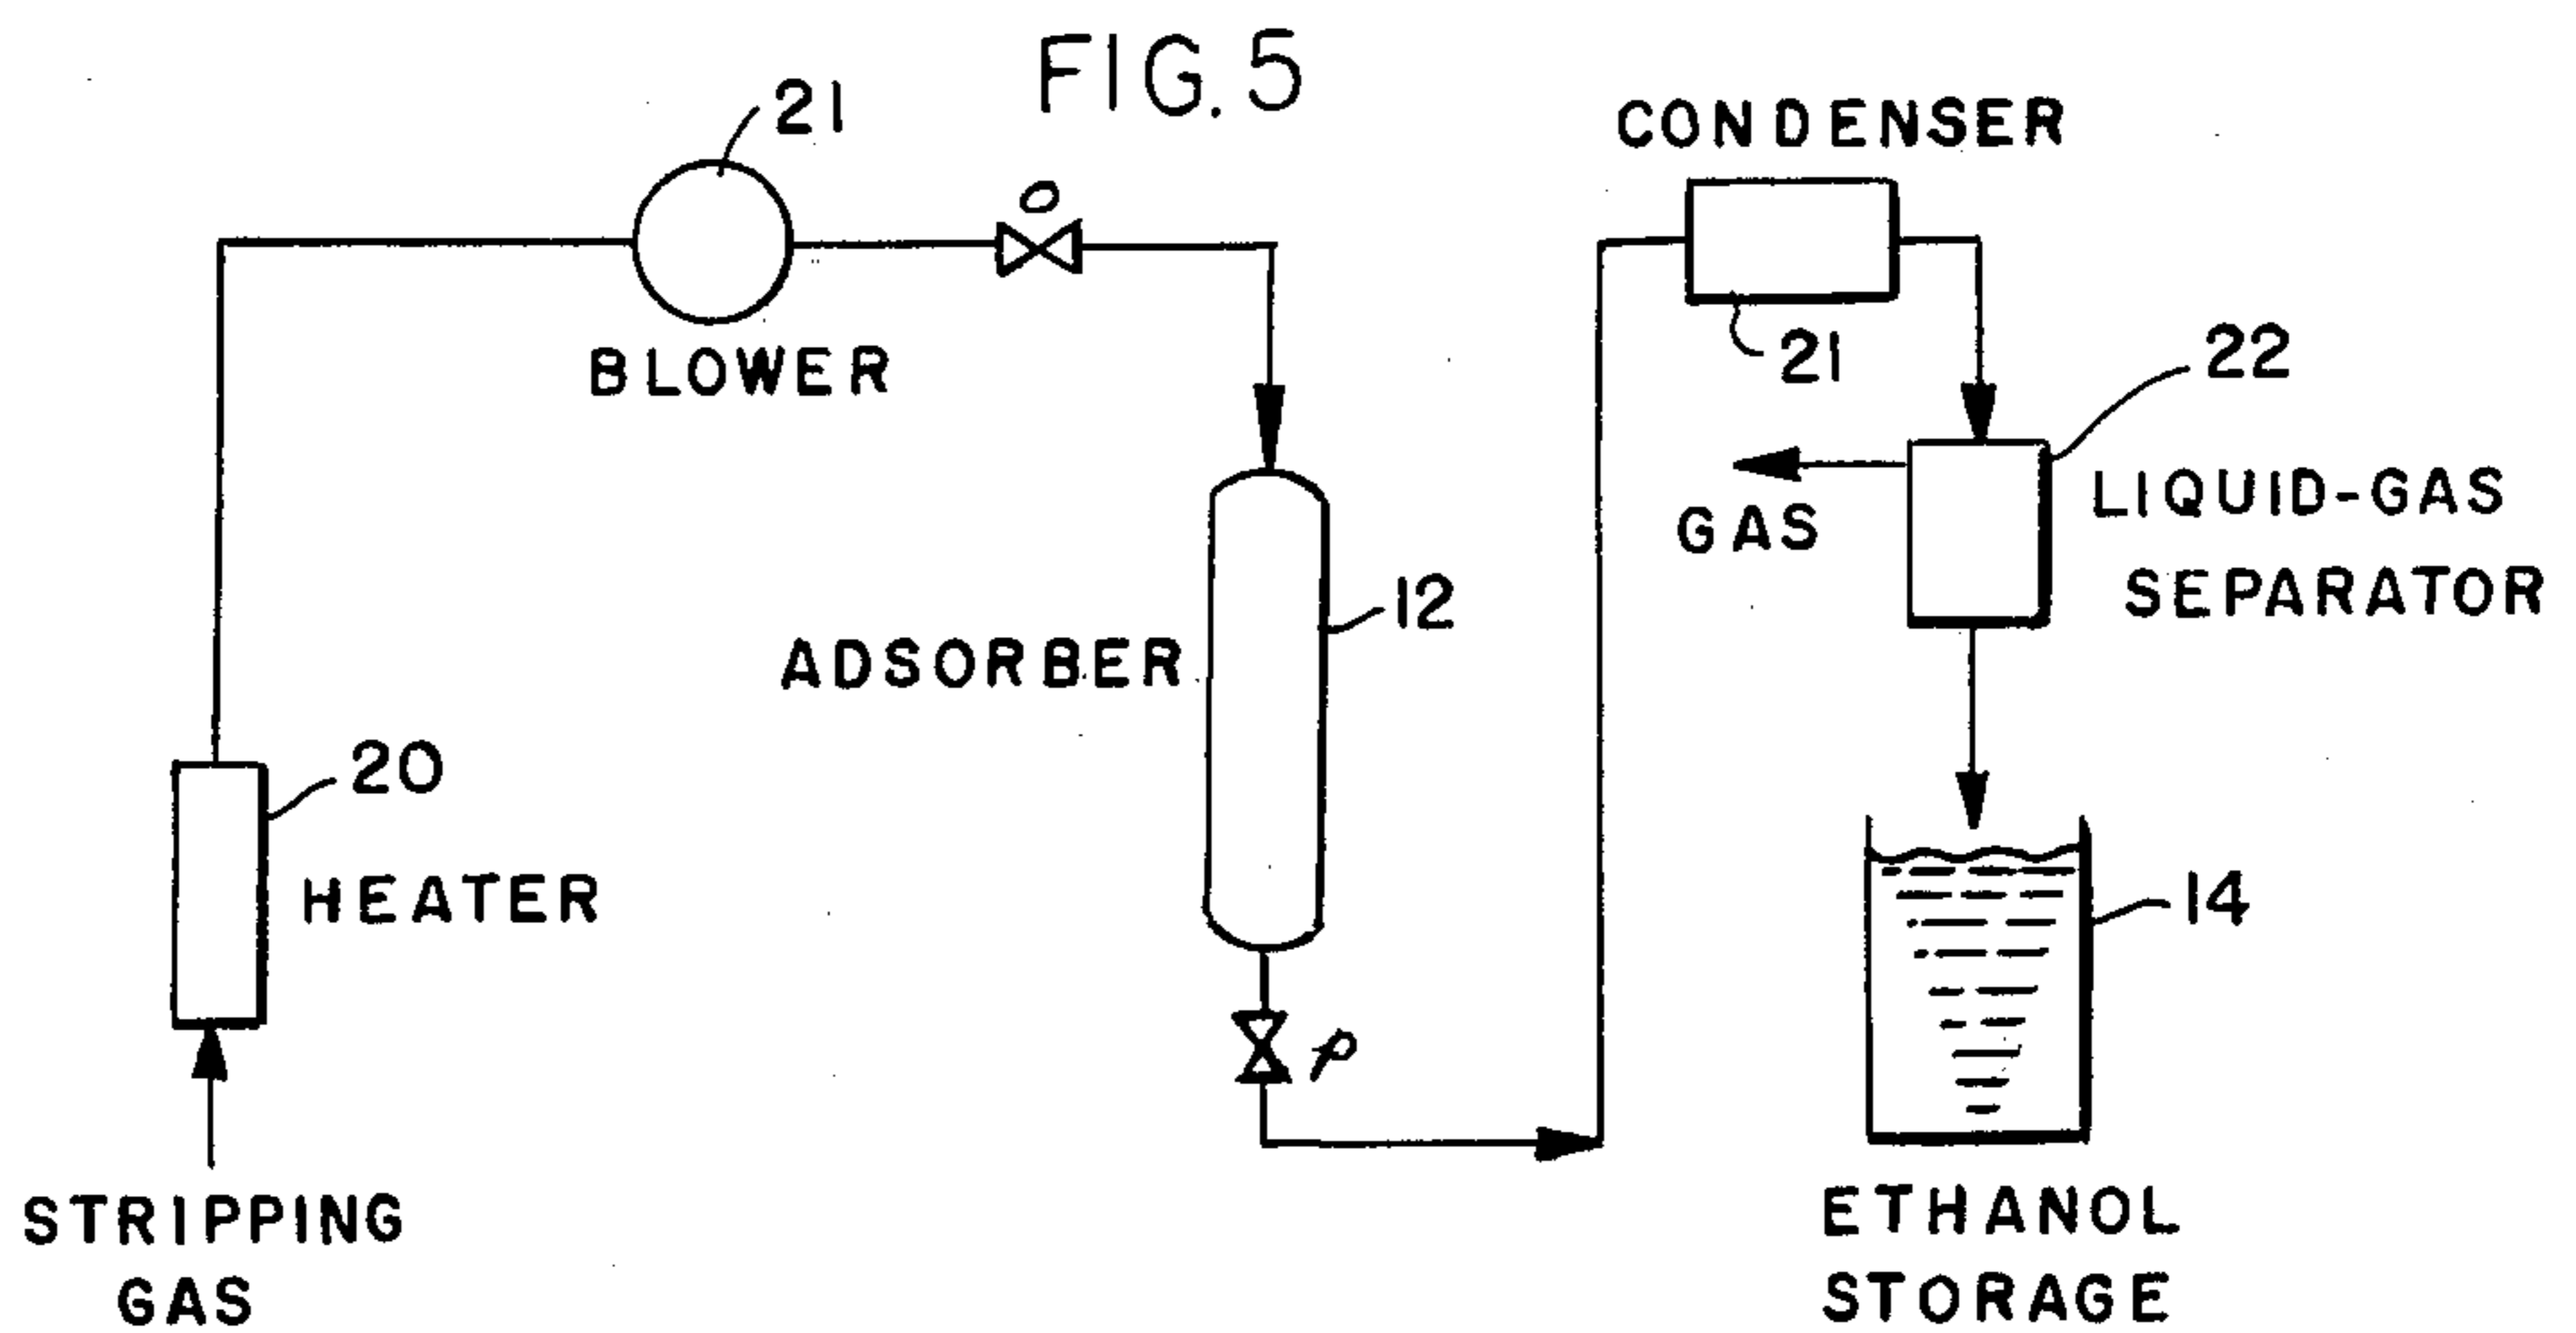 FIG. 5
21
O
BLOWER
CONDENSER
21
22
GAS
LIQUID-GAS
SEPARATOR
ADSORBER
12
20
HEATER
14
p
STRIPPING
GAS
ETHANOL
STORAGE